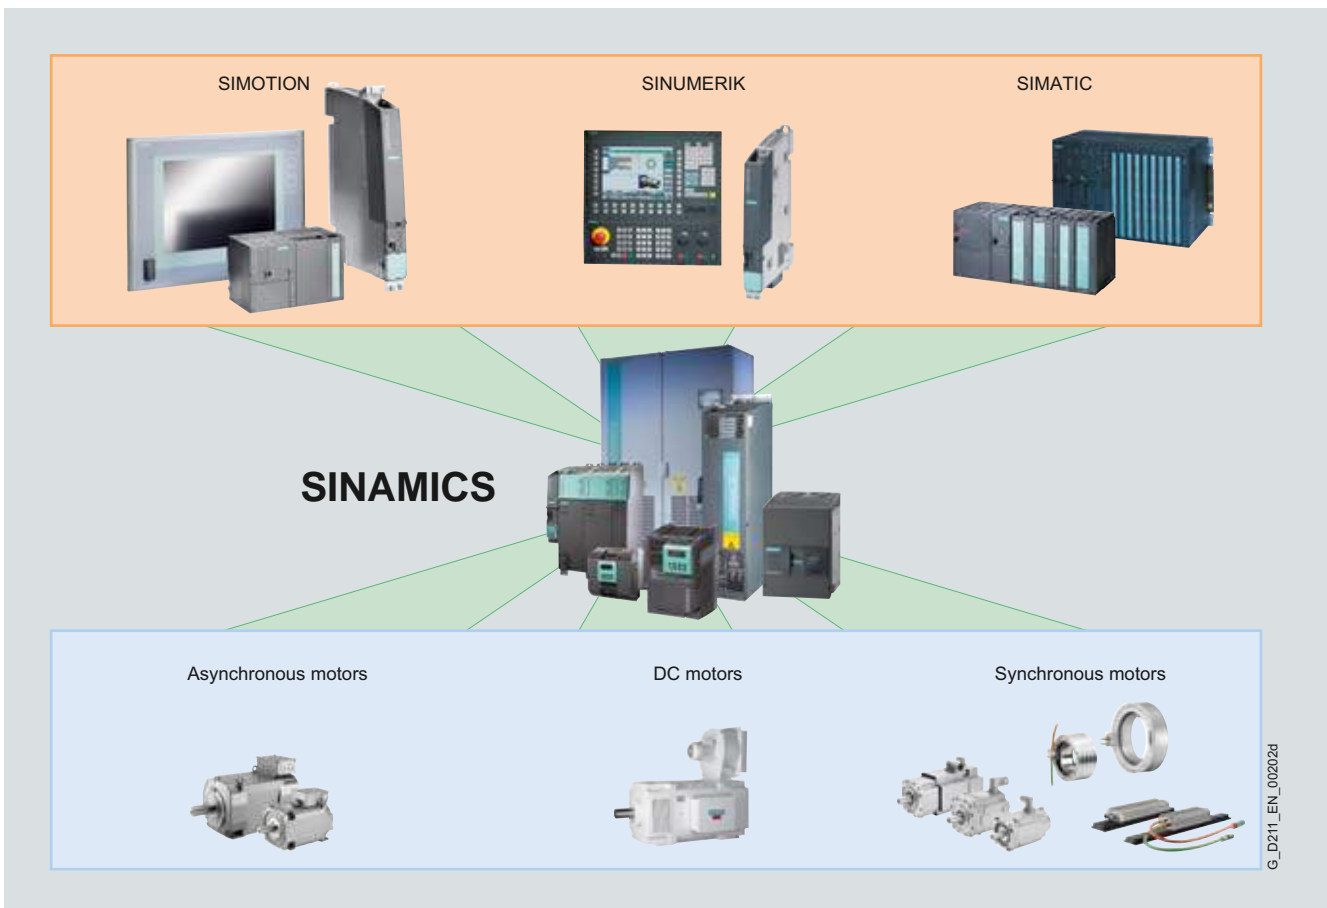 SIMOTION
SINUMERIK
SIMATIC
SINAMICS
Asynchronous motors
DC motors
Synchronous motors
G_D211_EN_00202d